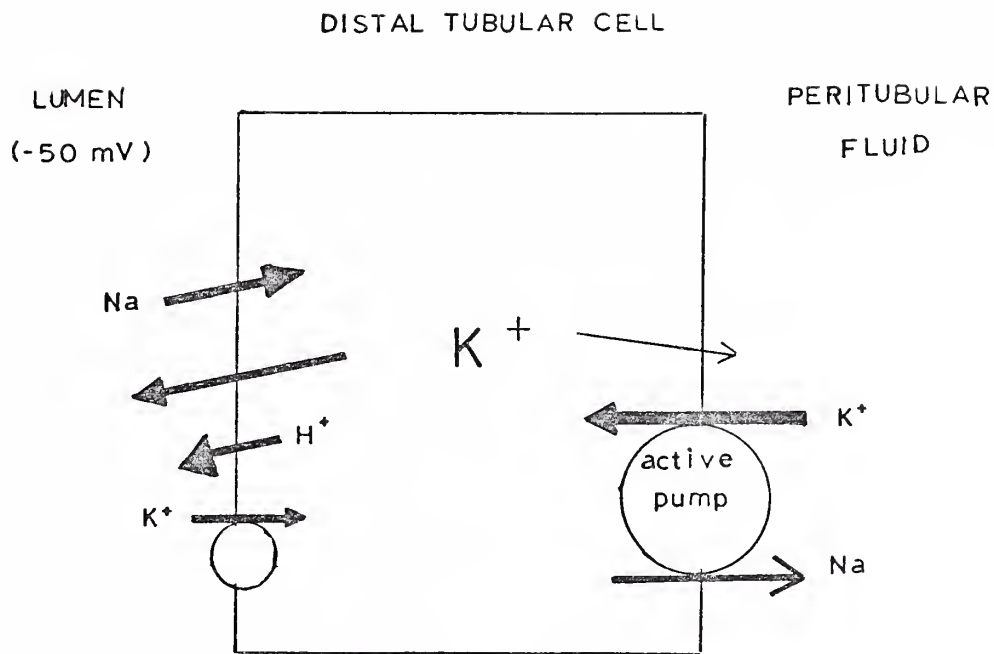 DISTAL TUBULAR CELL
LUMEN
(-50 mV)
PERITUBULAR
FLUID
Na
K+
H+
K+
K+
active
pump
Na